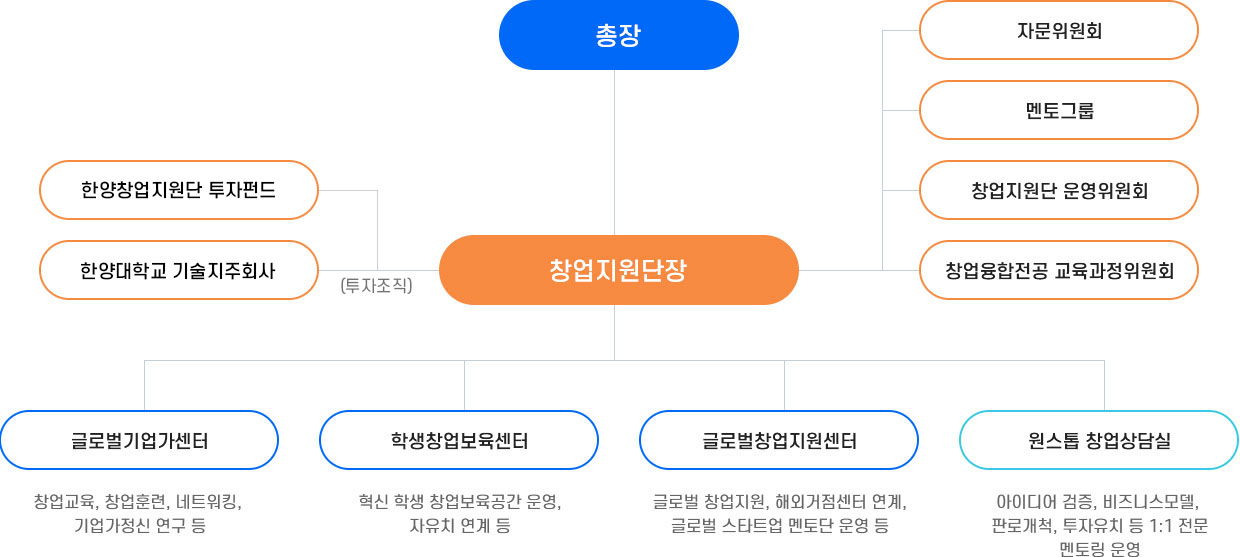 총장
자문위원회
멘토그룹
한양창업지원단 투자펀드
창업지원단 운영위원회
한양대학교 기술지주회사
(투자조직)
창업지원단장
창업융합전공 교육과정위원회
글로벌기업가센터
학생창업보육센터
글로벌창업지원센터
원스톱 창업상담실
창업교육, 창업훈련, 네트워킹,
기업가정신 연구 등
혁신 학생 창업보육공간 운영,
자유치 연계 등
글로벌 창업지원, 해외거점센터 연계,
글로벌 스타트업 멘토단 운영 등
아이디어 검증, 비즈니스모델,
판로개척, 투자유치 등 1:1 전문
멘토링 운영